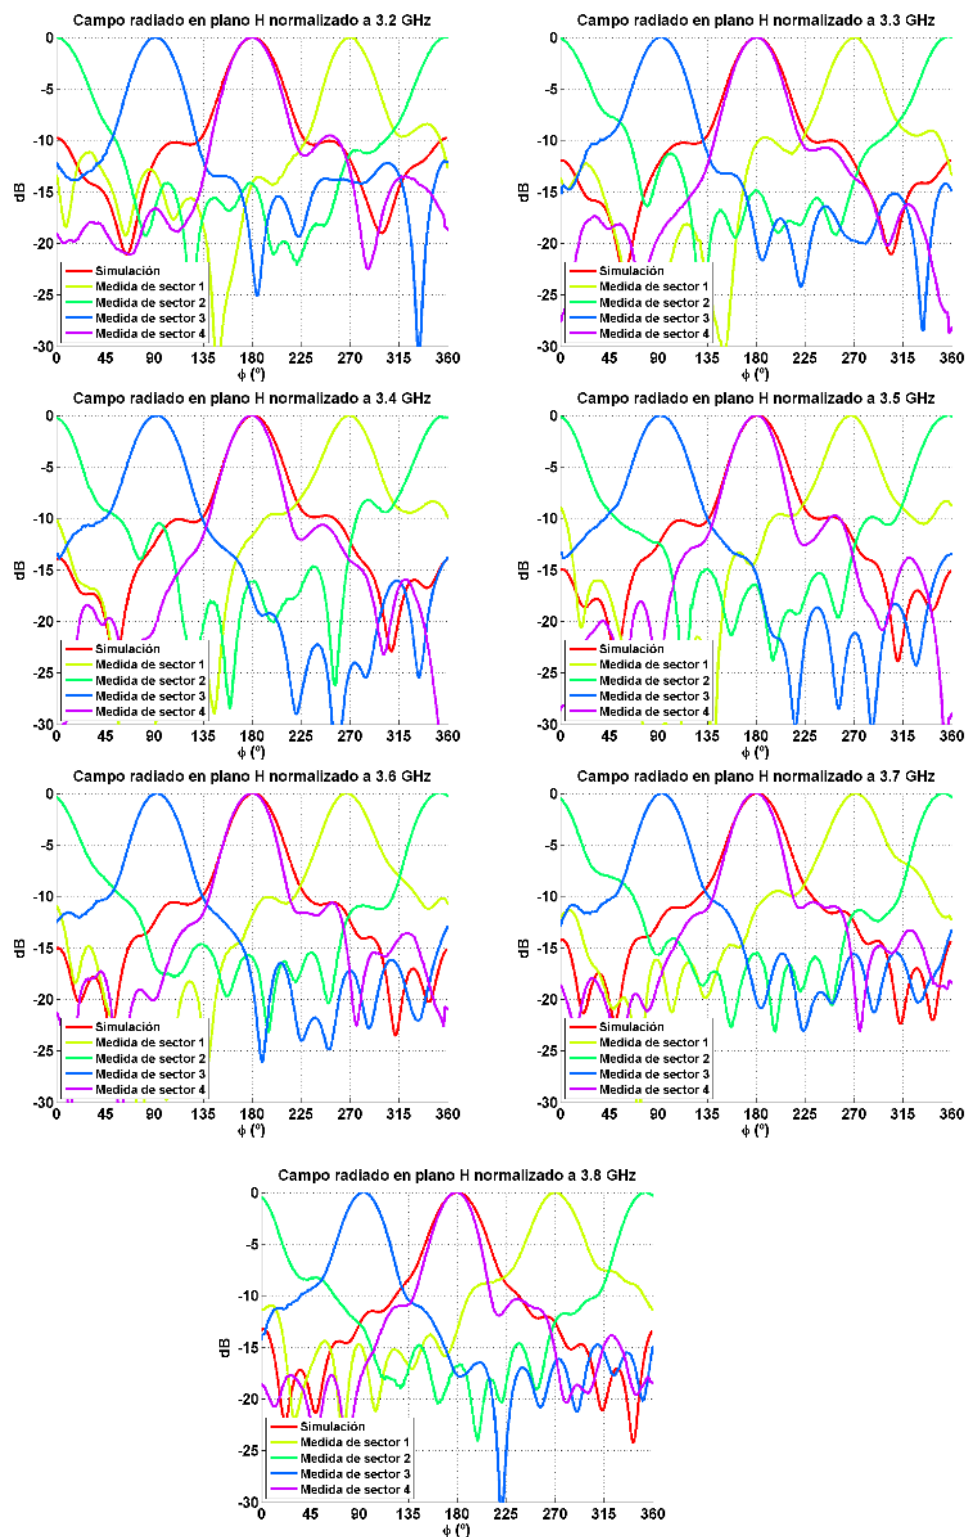 Campo radiado en plano H normalizado a 3.2 GHz
0
-5
-10
-15
-20
-25
-30
dB
Simulación
Medida de sector 1
Medida de sector 2
Medida de sector 3
Medida de sector 4
0 45 90 135 180 225 270 315 360
ϕ (º)
Campo radiado en plano H normalizado a 3.3 GHz
0
-5
-10
-15
-20
-25
-30
dB
Simulación
Medida de sector 1
Medida de sector 2
Medida de sector 3
Medida de sector 4
0 45 90 135 180 225 270 315 360
ϕ (º)
Campo radiado en plano H normalizado a 3.4 GHz
0
-5
-10
-15
-20
-25
-30
dB
Simulación
Medida de sector 1
Medida de sector 2
Medida de sector 3
Medida de sector 4
0 45 90 135 180 225 270 315 360
ϕ (º)
Campo radiado en plano H normalizado a 3.5 GHz
0
-5
-10
-15
-20
-25
-30
dB
Simulación
Medida de sector 1
Medida de sector 2
Medida de sector 3
Medida de sector 4
0 45 90 135 180 225 270 315 360
ϕ (º)
Campo radiado en plano H normalizado a 3.6 GHz
0
-5
-10
-15
-20
-25
-30
dB
Simulación
Medida de sector 1
Medida de sector 2
Medida de sector 3
Medida de sector 4
0 45 90 135 180 225 270 315 360
ϕ (º)
Campo radiado en plano H normalizado a 3.7 GHz
0
-5
-10
-15
-20
-25
-30
dB
Simulación
Medida de sector 1
Medida de sector 2
Medida de sector 3
Medida de sector 4
0 45 90 135 180 225 270 315 360
ϕ (º)
Campo radiado en plano H normalizado a 3.8 GHz
0
-5
-10
-15
-20
-25
-30
dB
Simulación
Medida de sector 1
Medida de sector 2
Medida de sector 3
Medida de sector 4
0 45 90 135 180 225 270 315 360
ϕ (º)